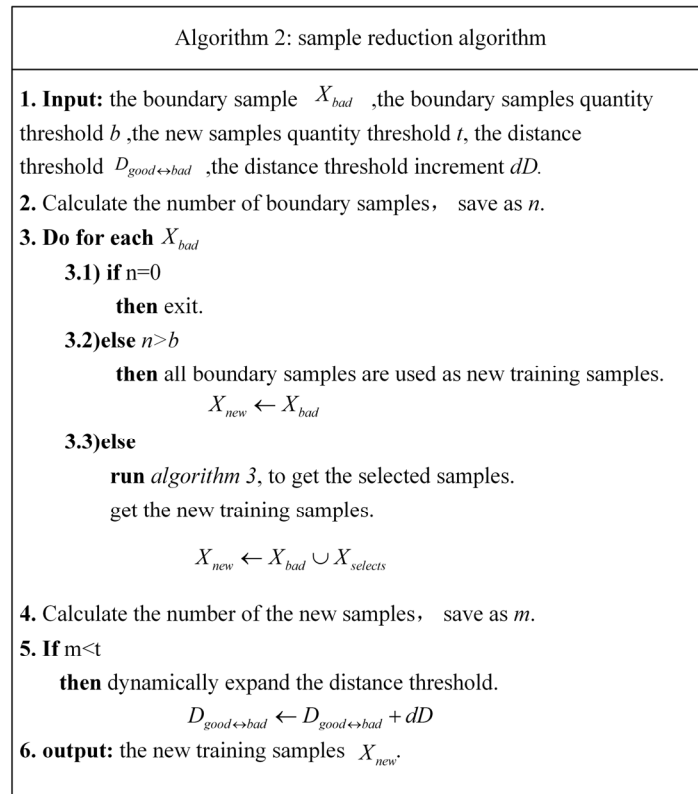 Algorithm 2: sample reduction algorithm
1. Input: the boundary sample X_bad ,the boundary samples quantity
threshold b ,the new samples quantity threshold t, the distance
threshold D_good↔bad ,the distance threshold increment dD.
2. Calculate the number of boundary samples， save as n.
3. Do for each X_bad
3.1) if n=0
then exit.
3.2)else n>b
then all boundary samples are used as new training samples.
X_new ← X_bad
3.3)else
run algorithm 3, to get the selected samples.
get the new training samples.
X_new ← X_bad ∪ X_selects
4. Calculate the number of the new samples， save as m.
5. If m<t
then dynamically expand the distance threshold.
D_good↔bad ← D_good↔bad + dD
6. output: the new training samples X_new.